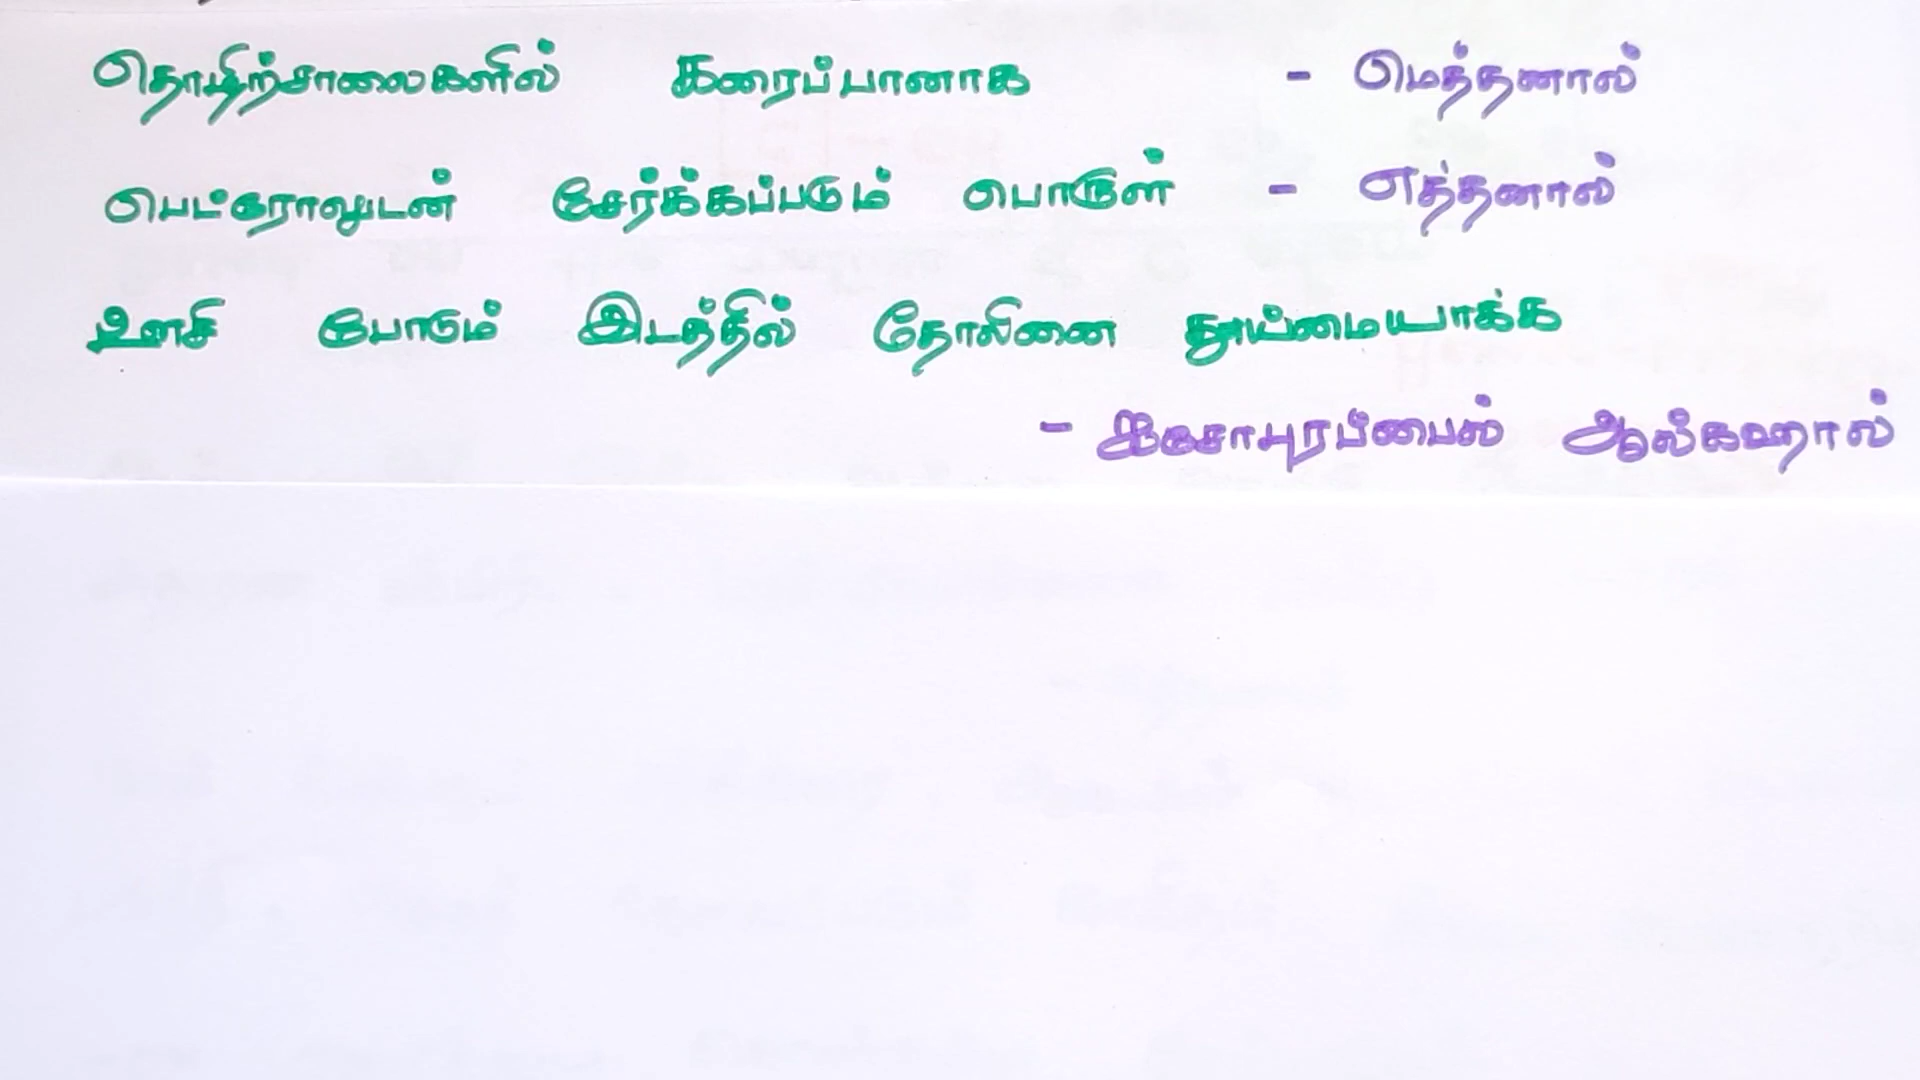 தொழிற்சாலைகளில் கரைப்பானாக - மெத்தனால்
பெட்ரோலுடன் சேர்க்கப்படும் பொருள் - எத்தனால்
ஊசி போடும் இடத்தில் தோலினை தூய்மையாக்க
- ஐசோபுரபைல் ஆல்கஹால்